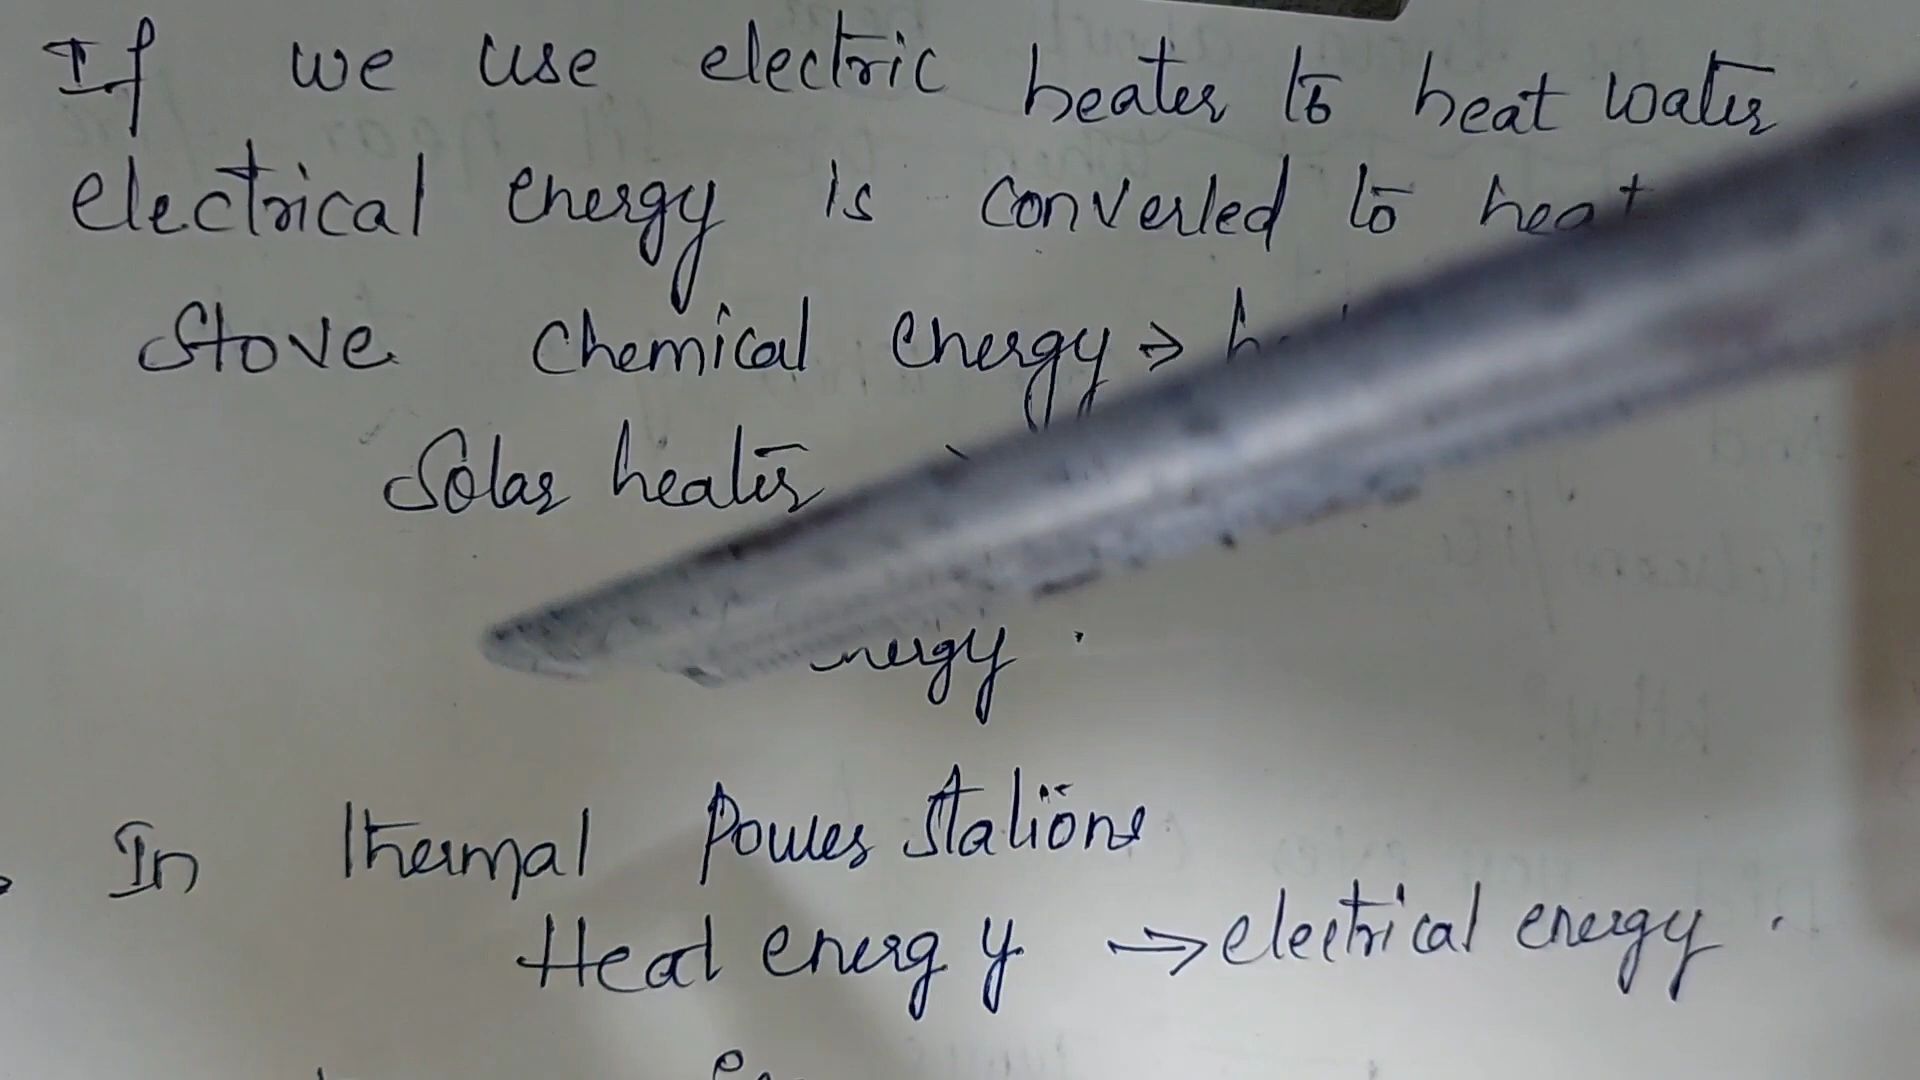 If we use electric heater to heat water
electrical energy is converted to heat
Stove chemical energy ⇒
Solar heater
In thermal Power Stations
Heat energy ⇒ electrical energy.